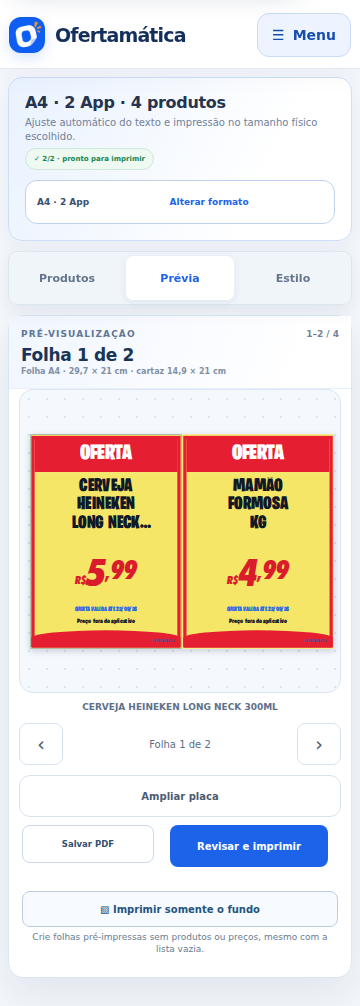 Ofertamática
☰ Menu
A4 · 2 App · 4 produtos
Ajuste automático do texto e impressão no tamanho físico
escolhido.
✓ 2/2 · pronto para imprimir
A4 · 2 App Alterar formato
Produtos Prévia Estilo
PRÉ-VISUALIZAÇÃO 1–2 / 4
Folha 1 de 2
Folha A4 · 29,7 × 21 cm · cartaz 14,9 × 21 cm
OFERTA
CERVEJA
HEINEKEN
LONG NECK...
R$5,99
Preço fora do aplicativo
OFERTA
MAMÃO
FORMOSA
KG
R$4,99
Preço fora do aplicativo
CERVEJA HEINEKEN LONG NECK 300ML
‹ Folha 1 de 2 ›
Ampliar placa
Salvar PDF Revisar e imprimir
▧ Imprimir somente o fundo
Crie folhas pré-impressas sem produtos ou preços, mesmo com a
lista vazia.